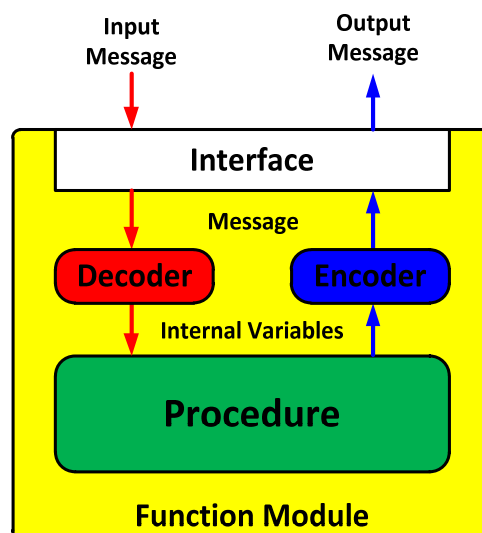 Input
Message
Output
Message
Interface
Message
Decoder
Encoder
Internal Variables
Procedure
Function Module